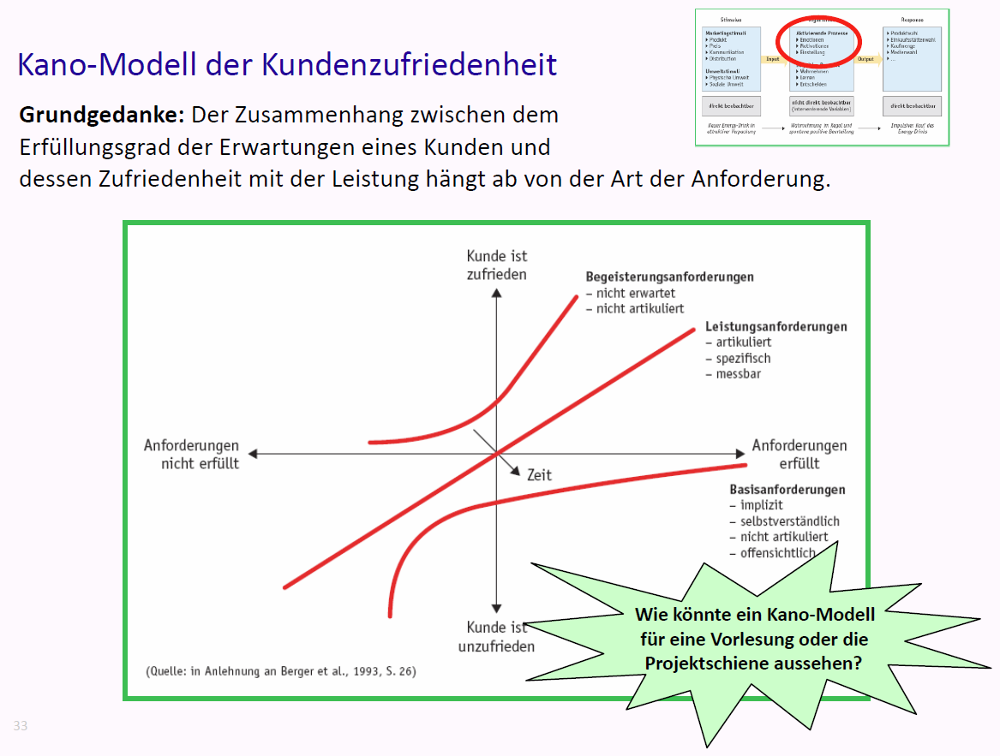 Kano-Modell der Kundenzufriedenheit
Grundgedanke: Der Zusammenhang zwischen dem
Erfüllungsgrad der Erwartungen eines Kunden und
dessen Zufriedenheit mit der Leistung hängt ab von der Art der Anforderung.
Stimulus
Response
Marketingstimuli
▸ Produkt
▸ Preis
▸ Kommunikation
▸ Distribution
Umweltstimuli
▸ Physische Umwelt
▸ Soziale Umwelt
Input
Aktivierende Prozesse
▸ Emotionen
▸ Motivationen
▸ Einstellung
▸ Wahrnehmen
▸ Lernen
▸ Entscheiden
Output
▸ Produktwahl
▸ Einkaufsstättenwahl
▸ Kaufmenge
▸ Medienwahl
▸ ...
direkt beobachtbar
nicht direkt beobachtbar
(intervenierende Variablen)
direkt beobachtbar
Neuer Energy-Drink in
attraktiver Verpackung
Wahrnehmung im Regal und
spontane positive Beurteilung
Impulsiver Kauf des
Energy-Drinks
Kunde ist
zufrieden
Begeisterungsanforderungen
– nicht erwartet
– nicht artikuliert
Leistungsanforderungen
– artikuliert
– spezifisch
– messbar
Anforderungen
nicht erfüllt
Anforderungen
erfüllt
Zeit
Basisanforderungen
– implizit
– selbstverständlich
– nicht artikuliert
– offensichtlich
Kunde ist
unzufrieden
Wie könnte ein Kano-Modell
für eine Vorlesung oder die
Projektschiene aussehen?
(Quelle: in Anlehnung an Berger et al., 1993, S. 26)
33